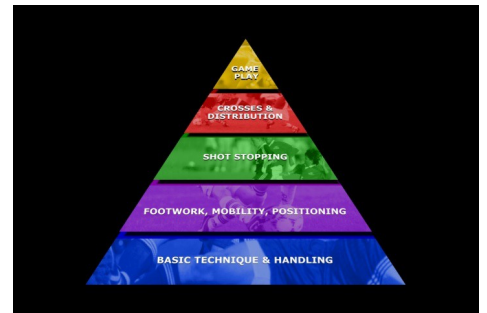 GAME
PLAY
CROSSES &
DISTRIBUTION
SHOT STOPPING
FOOTWORK, MOBILITY, POSITIONING
BASIC TECHNIQUE & HANDLING